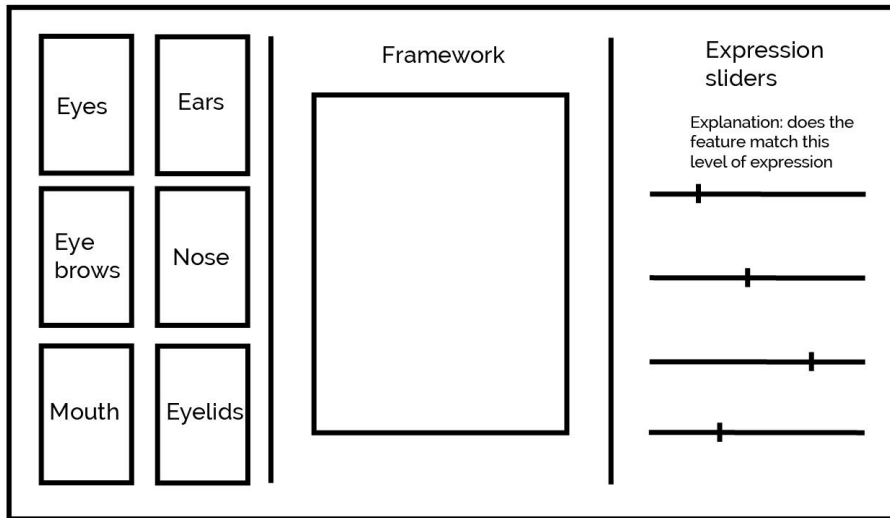 Eyes
Ears
Eye
brows
Nose
Mouth
Eyelids
Framework
Expression
sliders
Explanation: does the
feature match this
level of expression